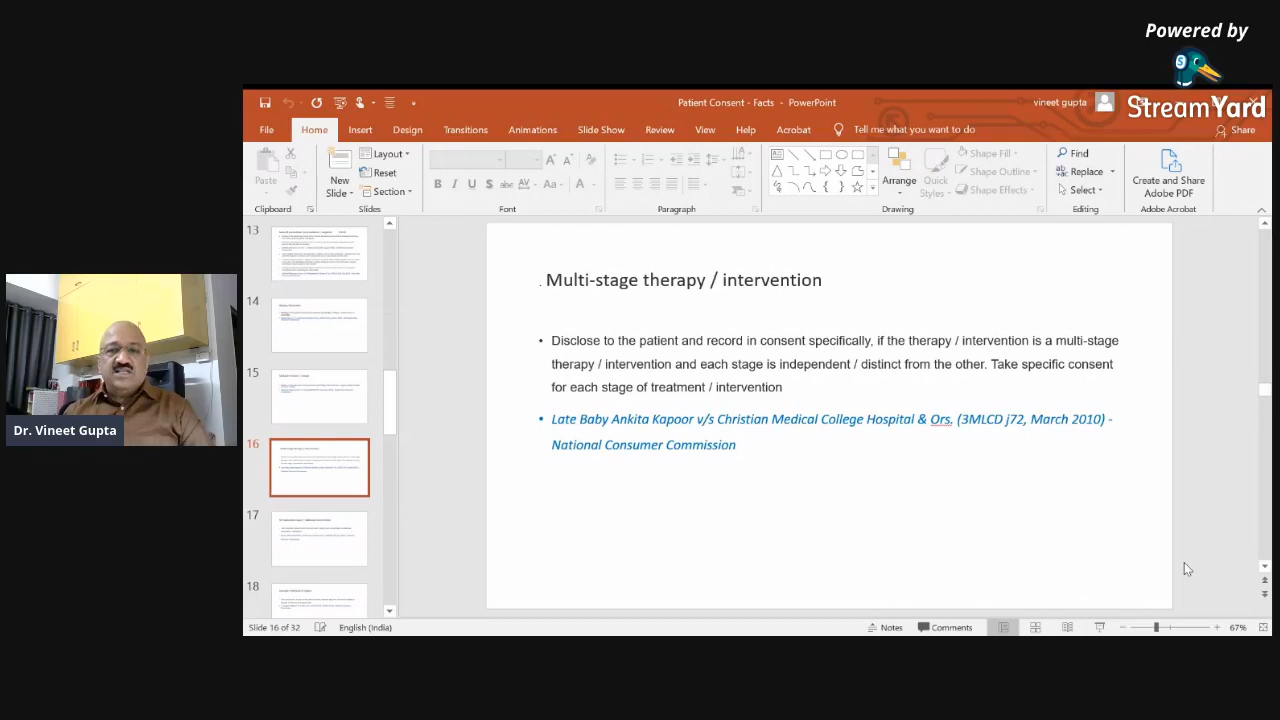 Powered by
StreamYard
Patient Consent - Facts - PowerPoint
vineet gupta
File Home Insert Design Transitions Animations Slide Show Review View Help Acrobat Tell me what you want to do Share
Paste
New Slide
Layout
Reset
Section
B I U S abc AV Aa A
Arrange
Quick Styles
Shape Fill
Shape Outline
Shape Effects
Find
Replace
Select
Create and Share Adobe PDF
Clipboard Slides Font Paragraph Drawing Editing Adobe Acrobat
13
14
15
16
17
18
. Multi-stage therapy / intervention
• Disclose to the patient and record in consent specifically, if the therapy / intervention is a multi-stage
therapy / intervention and each stage is independent / distinct from the other. Take specific consent
for each stage of treatment / intervention
• Late Baby Ankita Kapoor v/s Christian Medical College Hospital & Ors. (3MLCD j72, March 2010) -
National Consumer Commission
Dr. Vineet Gupta
Slide 16 of 32 English (India) Notes Comments 67%